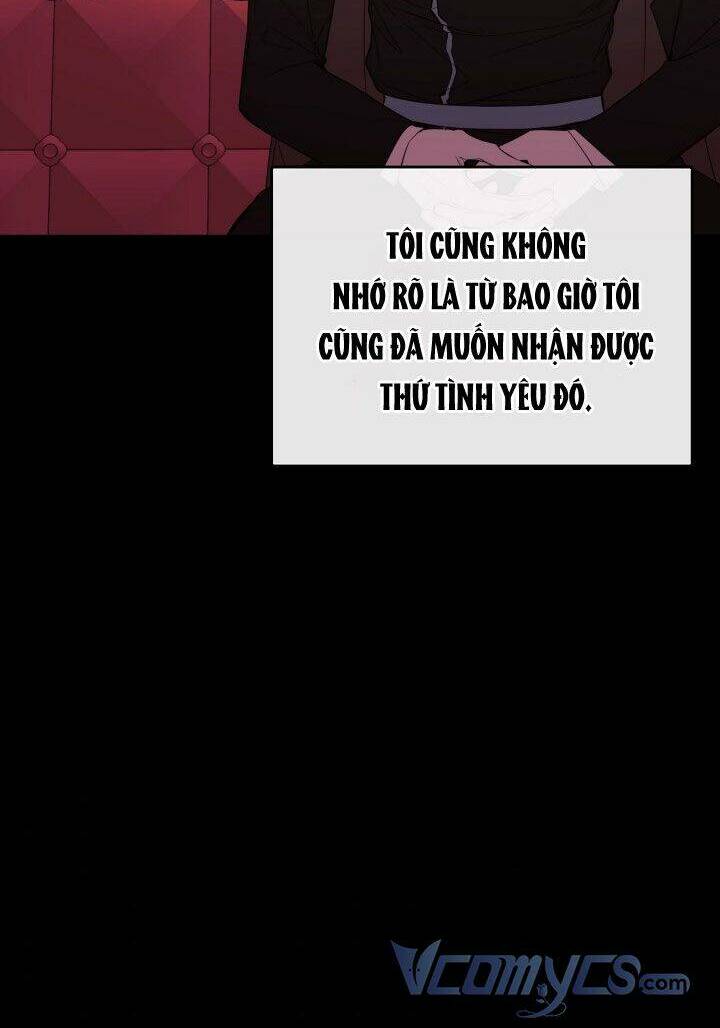 TÔI CŨNG KHÔNG
NHỚ RÕ LÀ TỪ BAO GIỜ TÔI
CŨNG ĐÃ MUỐN NHẬN ĐƯỢC
THỨ TÌNH YÊU ĐÓ.
VCOMYCS.com